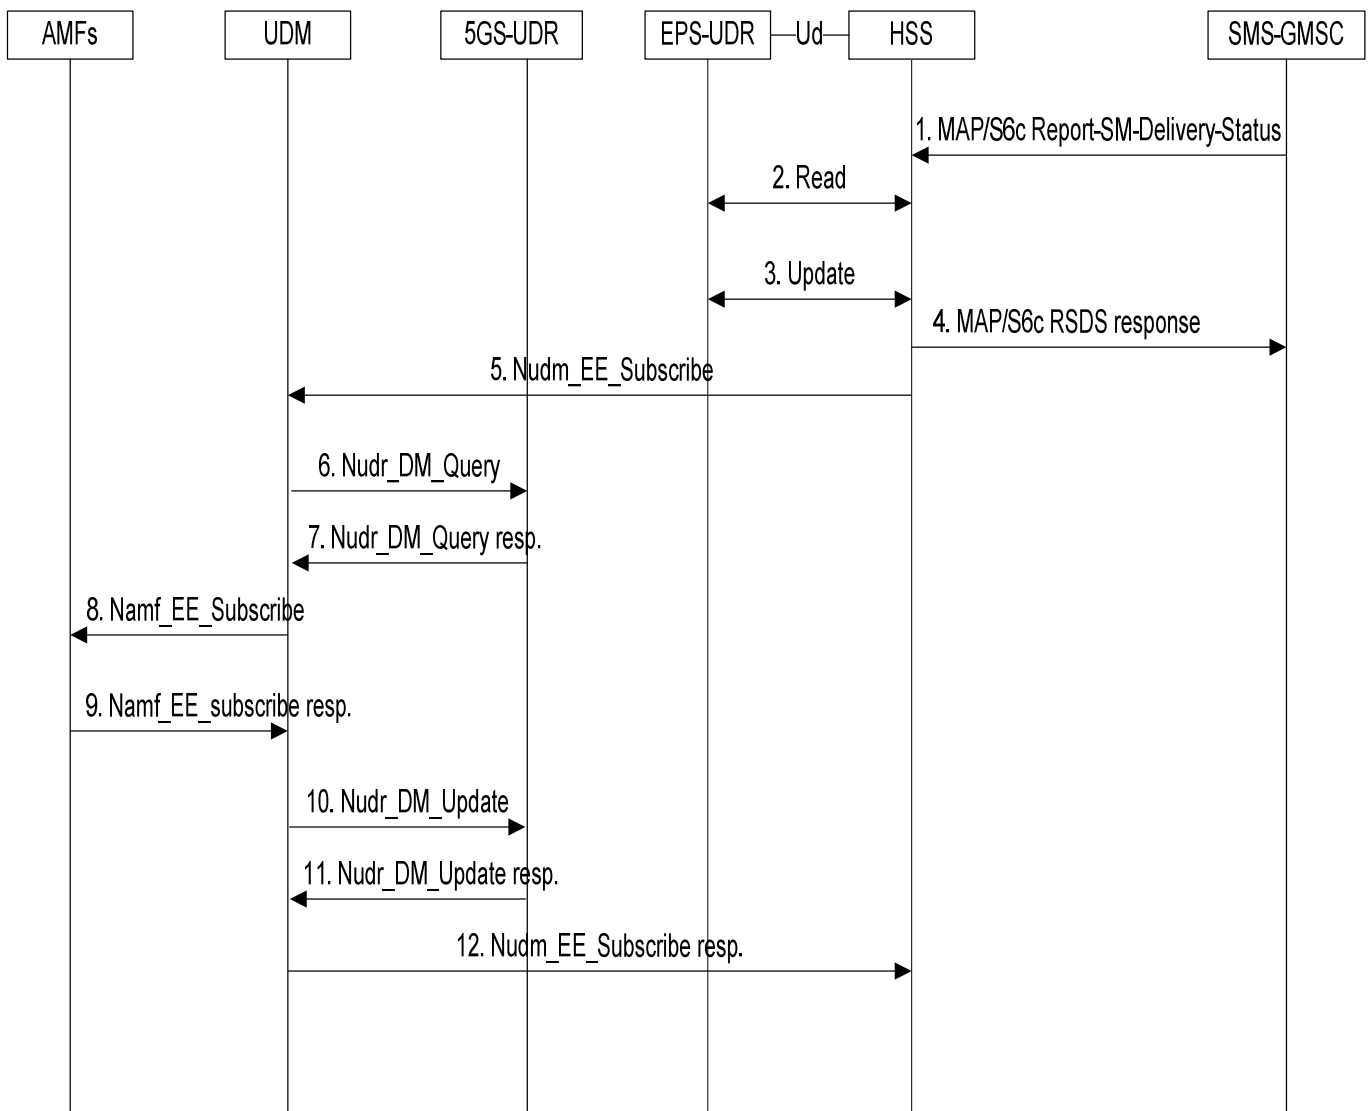 AMFs
UDM
5GS-UDR
EPS-UDR
Ud
HSS
SMS-GMSC
1. MAP/S6c Report-SM-Delivery-Status
2. Read
3. Update
4. MAP/S6c RSDS response
5. Nudm_EE_Subscribe
6. Nudr_DM_Query
7. Nudr_DM_Query resp.
8. Namf_EE_Subscribe
9. Namf_EE_subscribe resp.
10. Nudr_DM_Update
11. Nudr_DM_Update resp.
12. Nudm_EE_Subscribe resp.